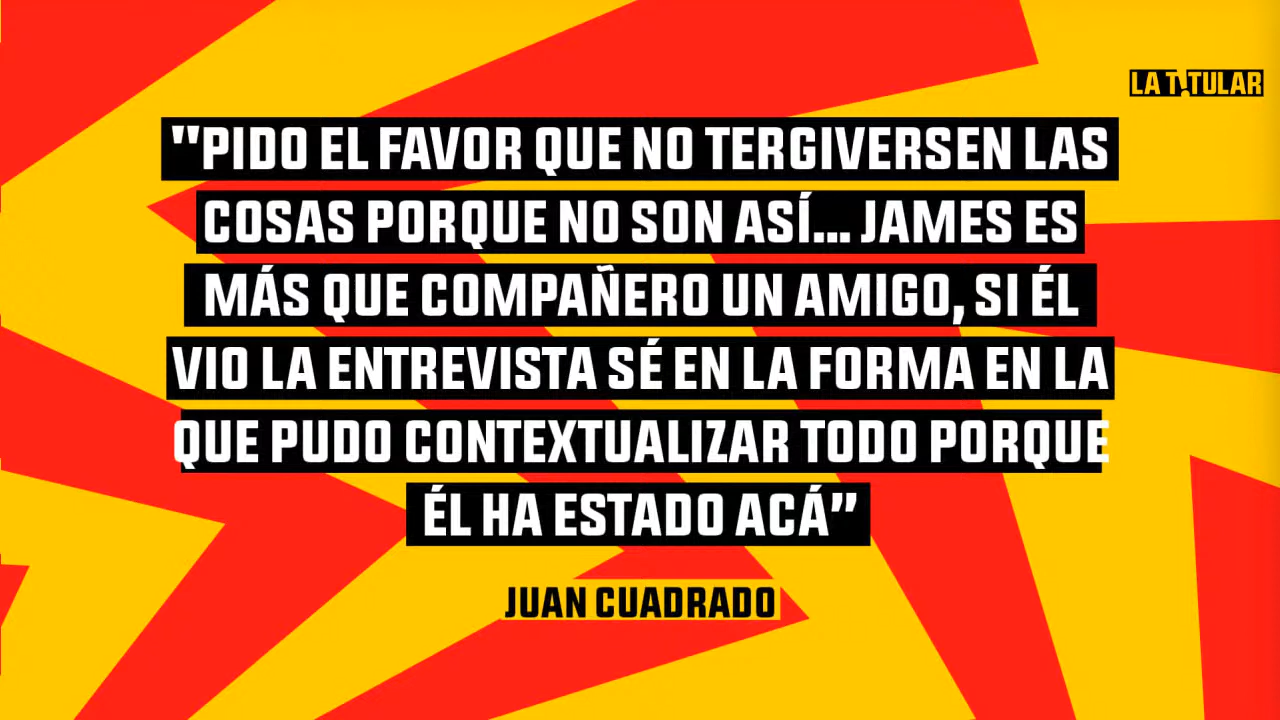 LA TITULAR
"PIDO EL FAVOR QUE NO TERGIVERSEN LAS
COSAS PORQUE NO SON ASÍ... JAMES ES
MÁS QUE COMPAÑERO UN AMIGO, SI ÉL
VIO LA ENTREVISTA SÉ EN LA FORMA EN LA
QUE PUDO CONTEXTUALIZAR TODO PORQUE
ÉL HA ESTADO ACÁ”
JUAN CUADRADO